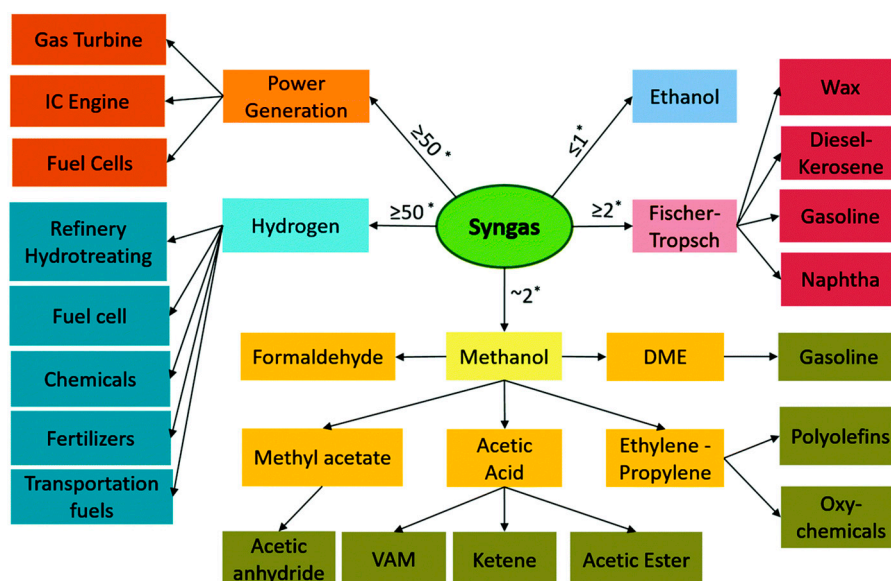 Gas Turbine
IC Engine
Fuel Cells
Power
Generation
≥50*
Ethanol
≤1*
Wax
Diesel-
Kerosene
Gasoline
Naphtha
Refinery
Hydrotreating
Fuel cell
Chemicals
Fertilizers
Transportation
fuels
Hydrogen
≥50*
Syngas
≥2*
Fischer-
Tropsch
~2*
Formaldehyde
Methanol
DME
Gasoline
Methyl acetate
Acetic
Acid
Ethylene -
Propylene
Polyolefins
Oxy-
chemicals
Acetic
anhydride
VAM
Ketene
Acetic Ester